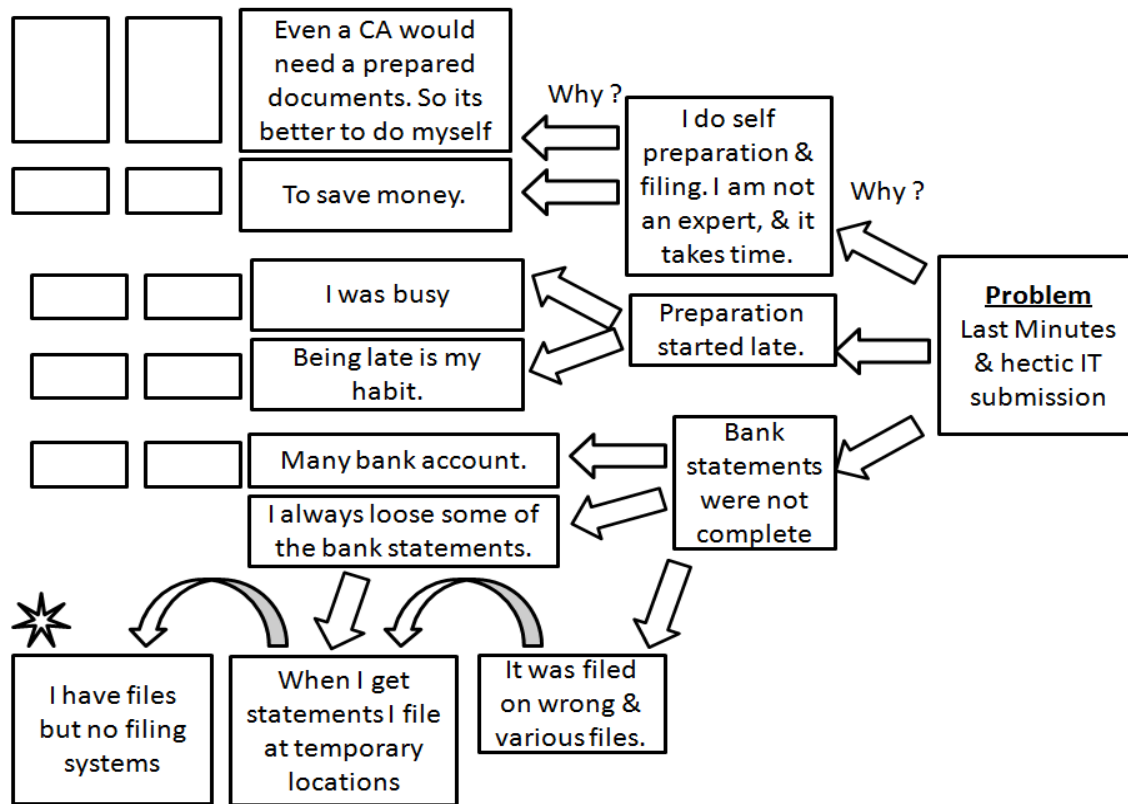 Even a CA would
need a prepared
documents. So its
better to do myself
Why ?
I do self
preparation &
filing. I am not
an expert, & it
takes time.
To save money.
Why ?
I was busy
Preparation
started late.
Problem
Last Minutes
& hectic IT
submission
Being late is my
habit.
Many bank account.
Bank
statements
were not
complete
I always loose some of
the bank statements.
I have files
but no filing
systems
When I get
statements I file
at temporary
locations
It was filed
on wrong &
various files.